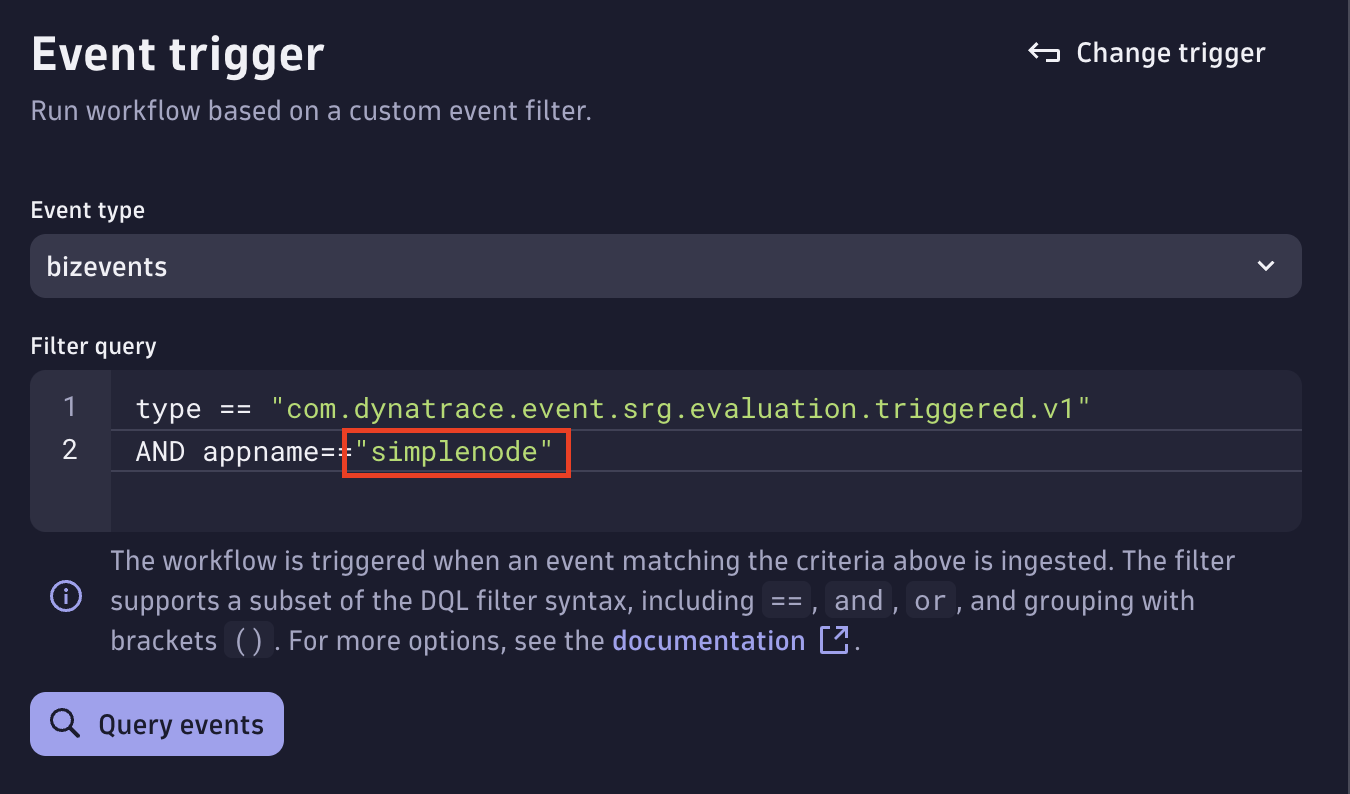 Event trigger
Change trigger
Run workflow based on a custom event filter.
Event type
bizevents
Filter query
1 type == "com.dynatrace.event.srg.evaluation.triggered.v1"
2 AND appname=="simplenode"
The workflow is triggered when an event matching the criteria above is ingested. The filter
supports a subset of the DQL filter syntax, including ==, and, or, and grouping with
brackets (). For more options, see the documentation.
Query events